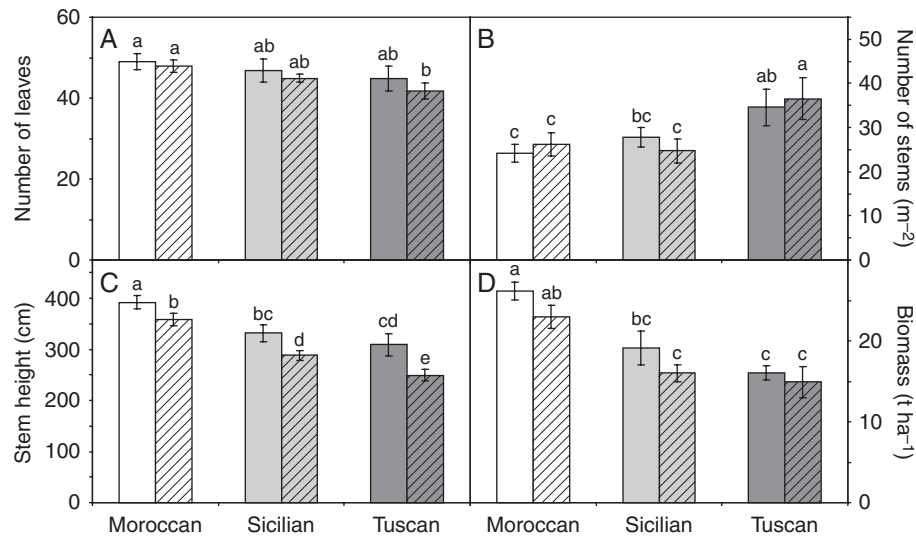 A
Number of leaves
60
40
20
0
a a ab ab ab b
B
Number of stems (m–2)
50
40
30
20
10
0
c c bc c ab a
C
Stem height (cm)
400
300
200
100
0
a b bc d cd e
Moroccan Sicilian Tuscan
D
Biomass (t ha–1)
20
10
0
a ab bc c c c
Moroccan Sicilian Tuscan